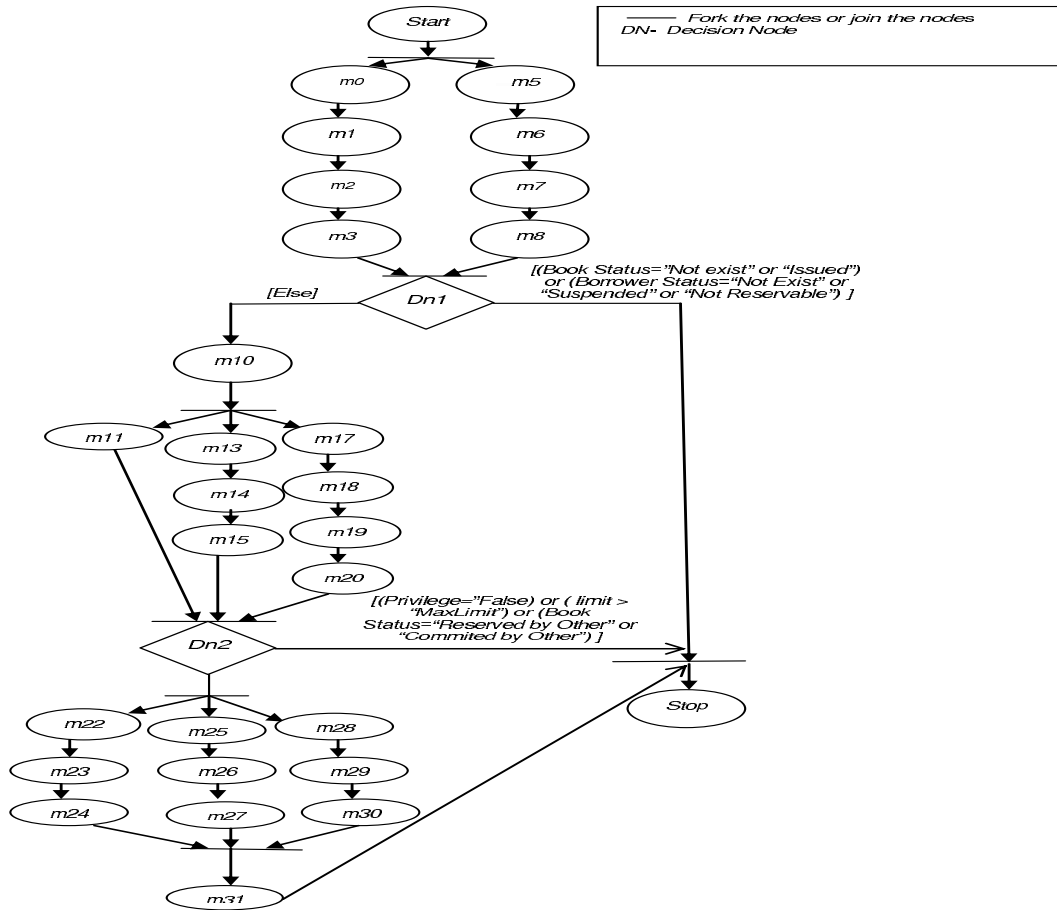 Start
Fork the nodes or join the nodes
DN- Decision Node
m0
m5
m1
m6
m2
m7
m3
m8
[(Book Status="Not exist" or "Issued")
or (Borrower Status="Not Exist" or
"Suspended" or "Not Reservable") ]
[Else]
Dn1
m10
m11
m13
m17
m14
m18
m15
m19
m20
[(Privilege="False) or ( limit >
"MaxLimit") or (Book
Status="Reserved by Other" or
"Commited by Other") ]
Dn2
Stop
m22
m25
m28
m23
m26
m29
m24
m27
m30
m31